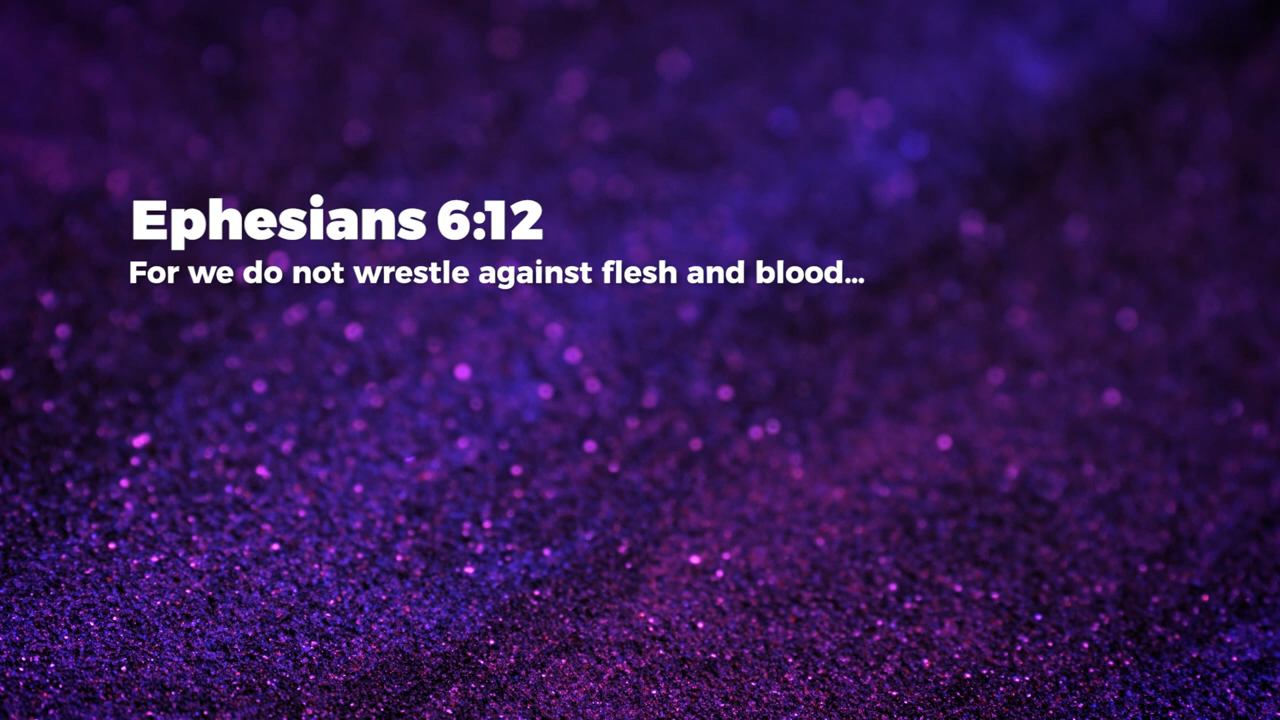 Ephesians 6:12
For we do not wrestle against flesh and blood...